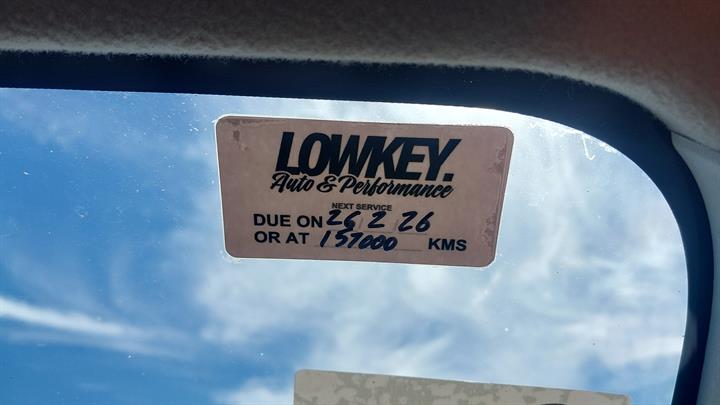 LOWKEY.
Auto & Performance
NEXT SERVICE
DUE ON 26/2/26
OR AT 157000 KMS